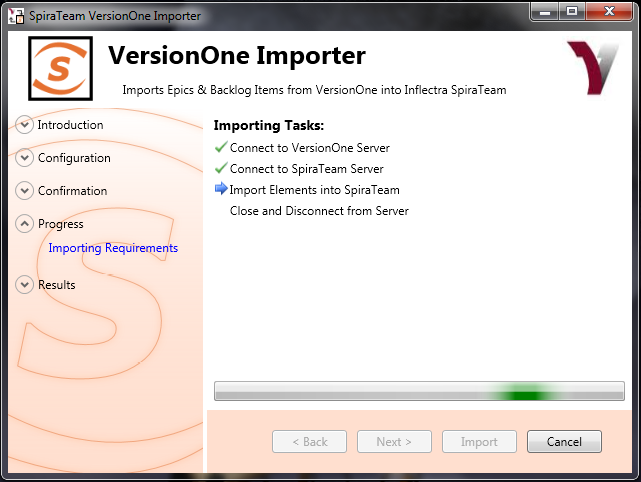 SpiraTeam VersionOne Importer
VersionOne Importer
Imports Epics & Backlog Items from VersionOne into Inflectra SpiraTeam
Introduction
Configuration
Confirmation
Progress
Importing Requirements
Results
Importing Tasks:
Connect to VersionOne Server
Connect to SpiraTeam Server
Import Elements into SpiraTeam
Close and Disconnect from Server
< Back
Next >
Import
Cancel